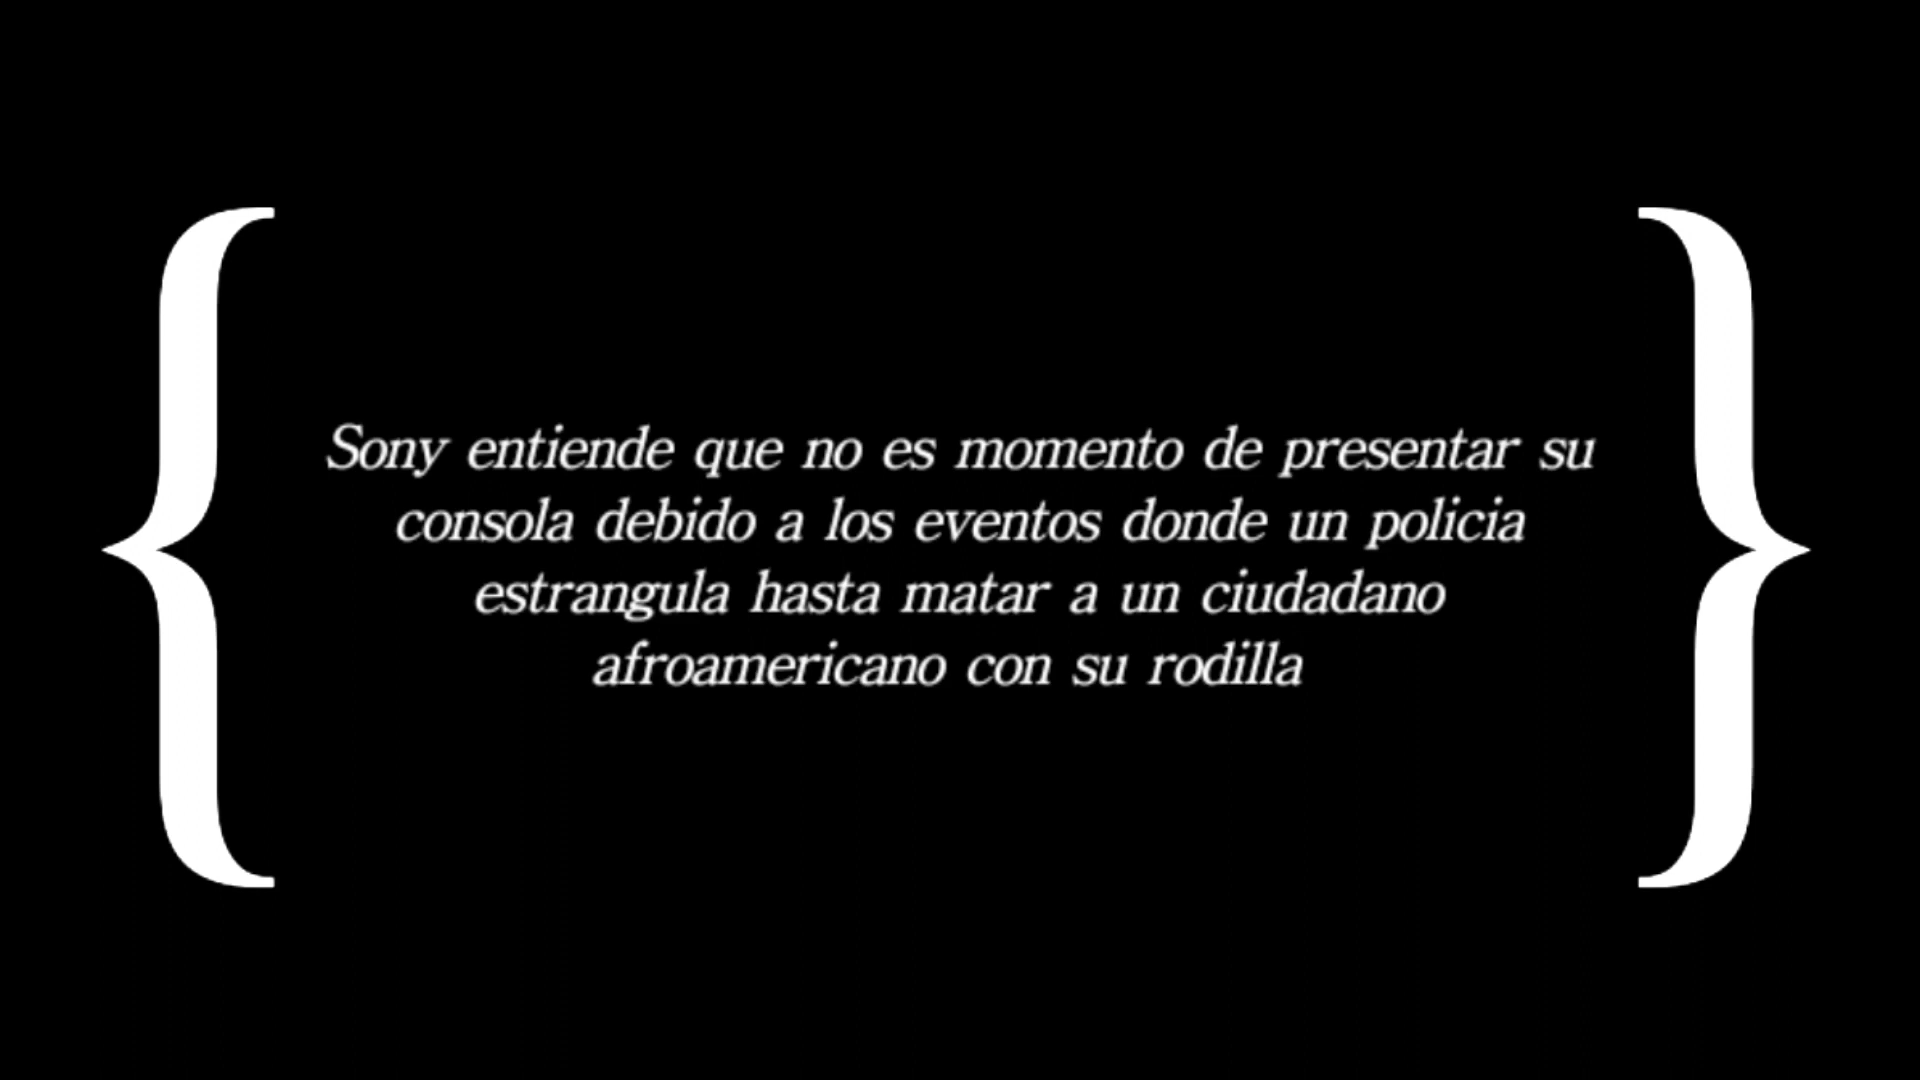 Sony entiende que no es momento de presentar su
consola debido a los eventos donde un policia
estrangula hasta matar a un ciudadano
afroamericano con su rodilla